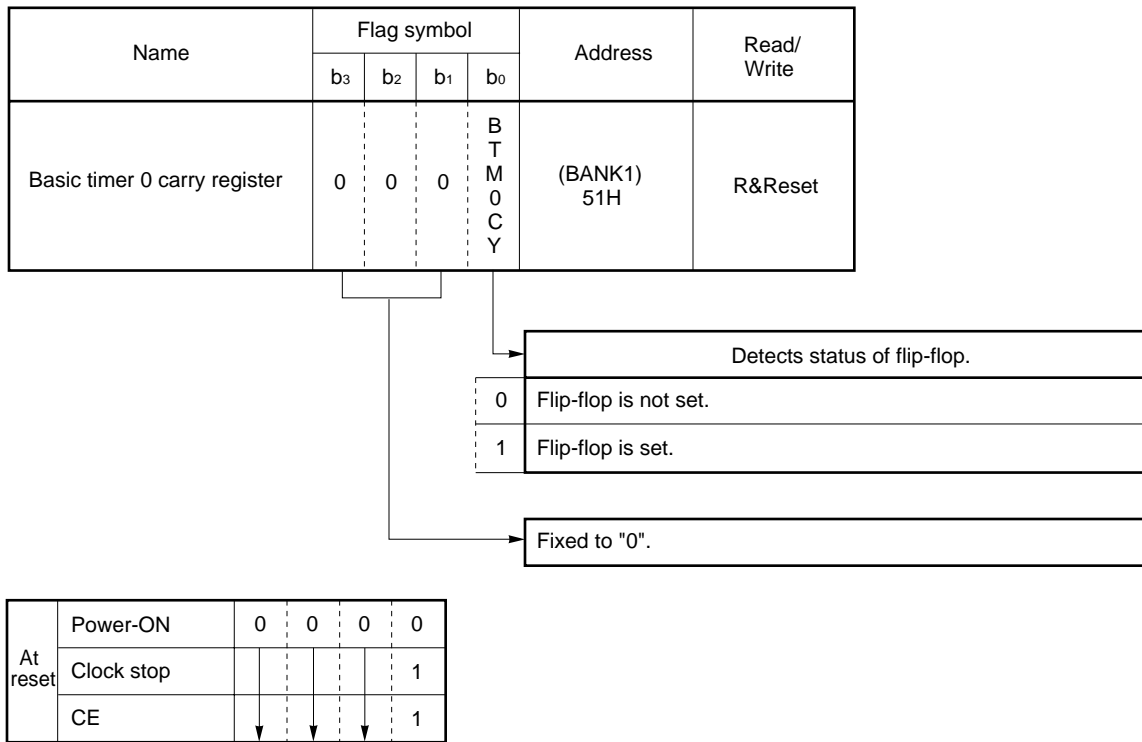 Name
Flag symbol
Address
Read/
Write
b3 b2 b1 b0
Basic timer 0 carry register
0 0 0
B
T
M
0
C
Y
(BANK1)
51H
R&Reset
Detects status of flip-flop.
0 Flip-flop is not set.
1 Flip-flop is set.
Fixed to "0".
At
reset
Power-ON 0 0 0 0
Clock stop 1
CE 1